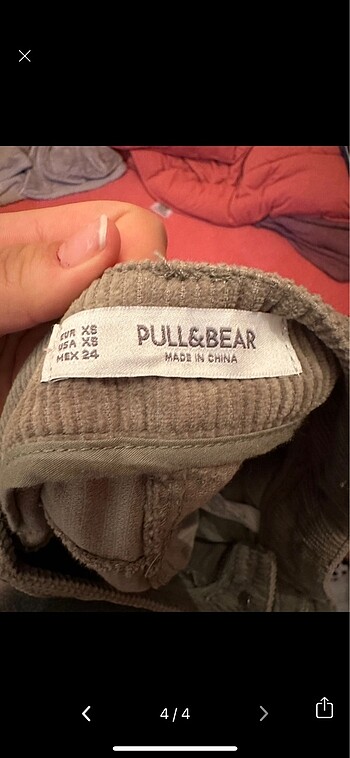 EUR XS
USA XS
MEX 24
PULL&BEAR
MADE IN CHINA
4/4